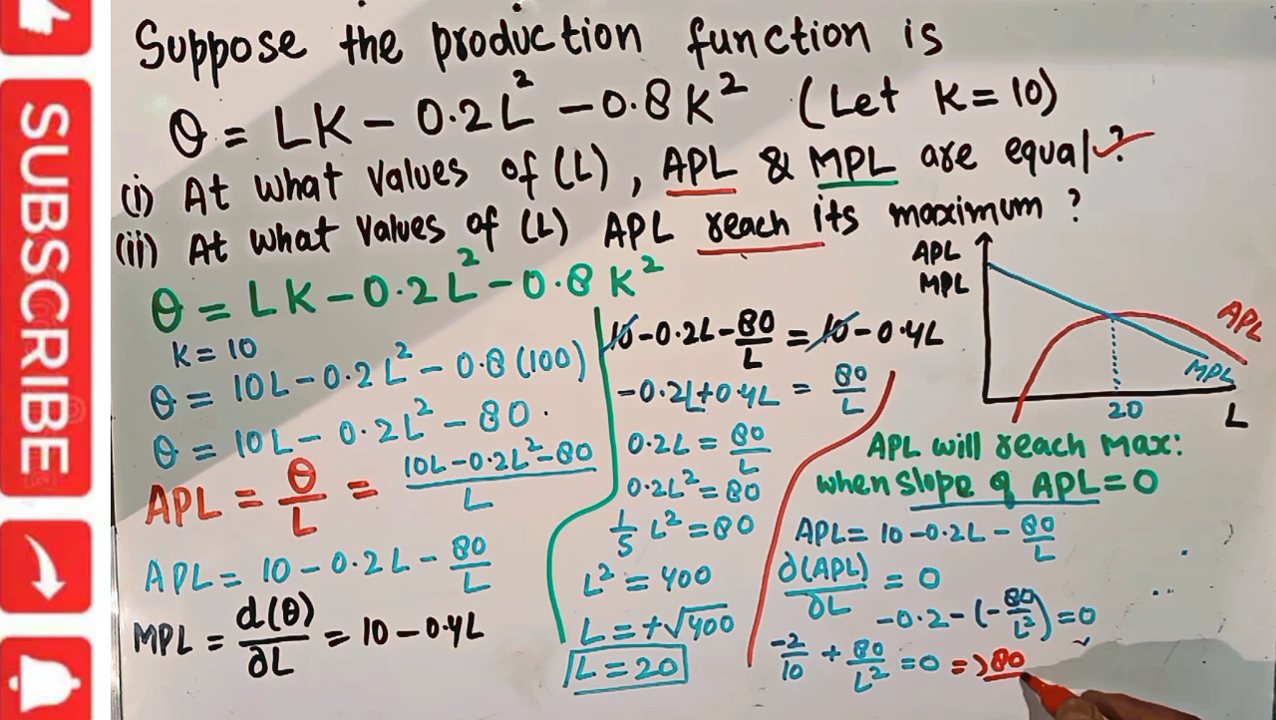 SUBSCRIBE
Suppose the production function is
Q = LK - 0.2L² - 0.8K² (Let K=10)
(i) At what values of (L), APL & MPL are equal?
(ii) At what values of (L) APL reach its maximum?
Q = LK - 0.2L² - 0.8K²
K = 10
Q = 10L - 0.2L² - 0.8(100)
Q = 10L - 0.2L² - 80.
APL = Q/L = (10L - 0.2L² - 80)/L
APL = 10 - 0.2L - 80/L
MPL = d(Q)/∂L = 10 - 0.4L
10 - 0.2L - 80/L = 10 - 0.4L
-0.2L + 0.4L = 80/L
0.2L = 80/L
0.2L² = 80
1/5 L² = 80
L² = 400
L = +√400
L = 20
APL
MPL
APL
MPL
20
L
APL will reach Max:
when slope of APL = 0
APL = 10 - 0.2L - 80/L
∂(APL)/∂L = 0
-0.2 - (-80/L²) = 0
-2/10 + 80/L² = 0 => 80